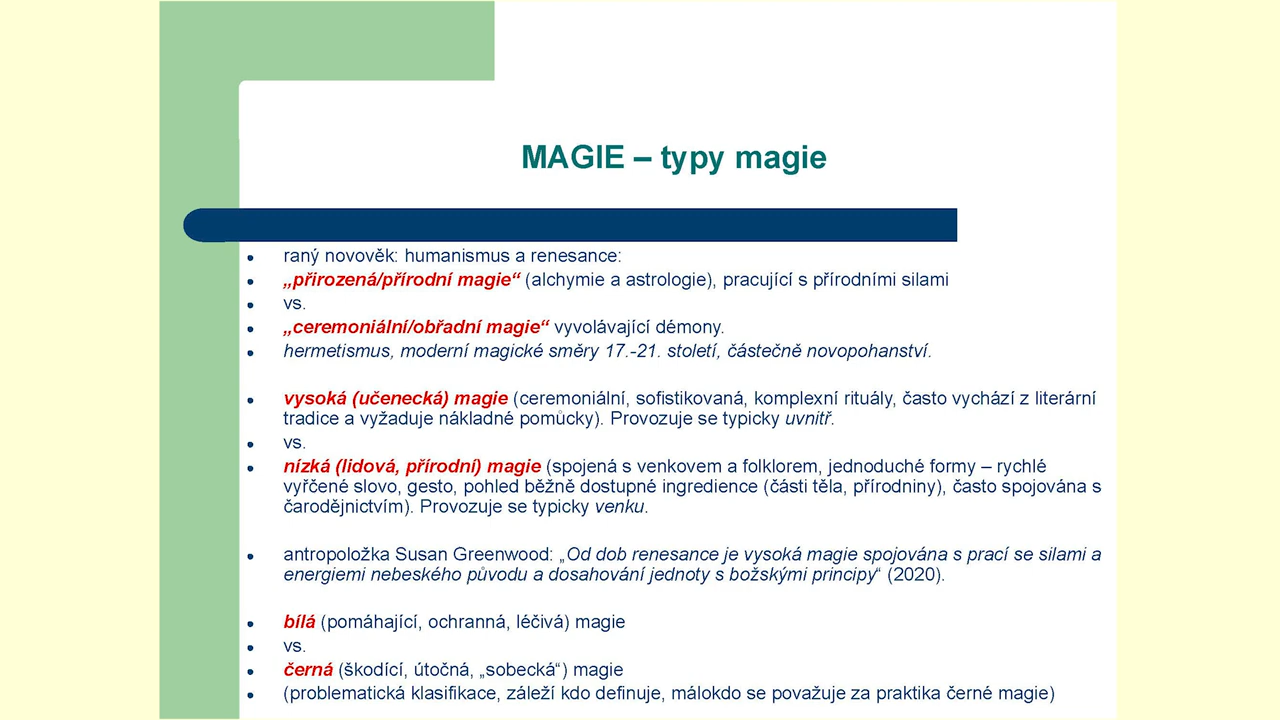 MAGIE – typy magie
raný novověk: humanismus a renesance:
„přirozená/přírodní magie“ (alchymie a astrologie), pracující s přírodními silami
vs.
„ceremoniální/obřadní magie“ vyvolávající démony.
hermetismus, moderní magické směry 17.-21. století, částečně novopohanství.
vysoká (učenecká) magie (ceremoniální, sofistikovaná, komplexní rituály, často vychází z literární
tradice a vyžaduje nákladné pomůcky). Provozuje se typicky uvnitř.
vs.
nízká (lidová, přírodní) magie (spojená s venkovem a folklorem, jednoduché formy – rychlé
vyřčené slovo, gesto, pohled běžně dostupné ingredience (části těla, přírodniny), často spojována s
čarodějnictvím). Provozuje se typicky venku.
antropoložka Susan Greenwood: „Od dob renesance je vysoká magie spojována s prací se silami a
energiemi nebeského původu a dosahování jednoty s božskými principy“ (2020).
bílá (pomáhající, ochranná, léčivá) magie
vs.
černá (škodící, útočná, „sobecká“) magie
(problematická klasifikace, záleží kdo definuje, málokdo se považuje za praktika černé magie)